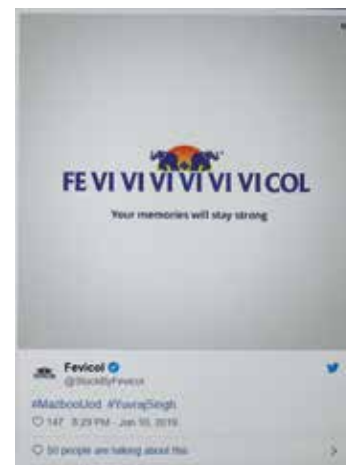 FE VI VI VI VI VI VI COL
Your memories will stay strong
Fevicol
@StuckByFevicol
#MazbootJod #YuvrajSingh
147 8:29 PM - Jun 10, 2019
50 people are talking about this